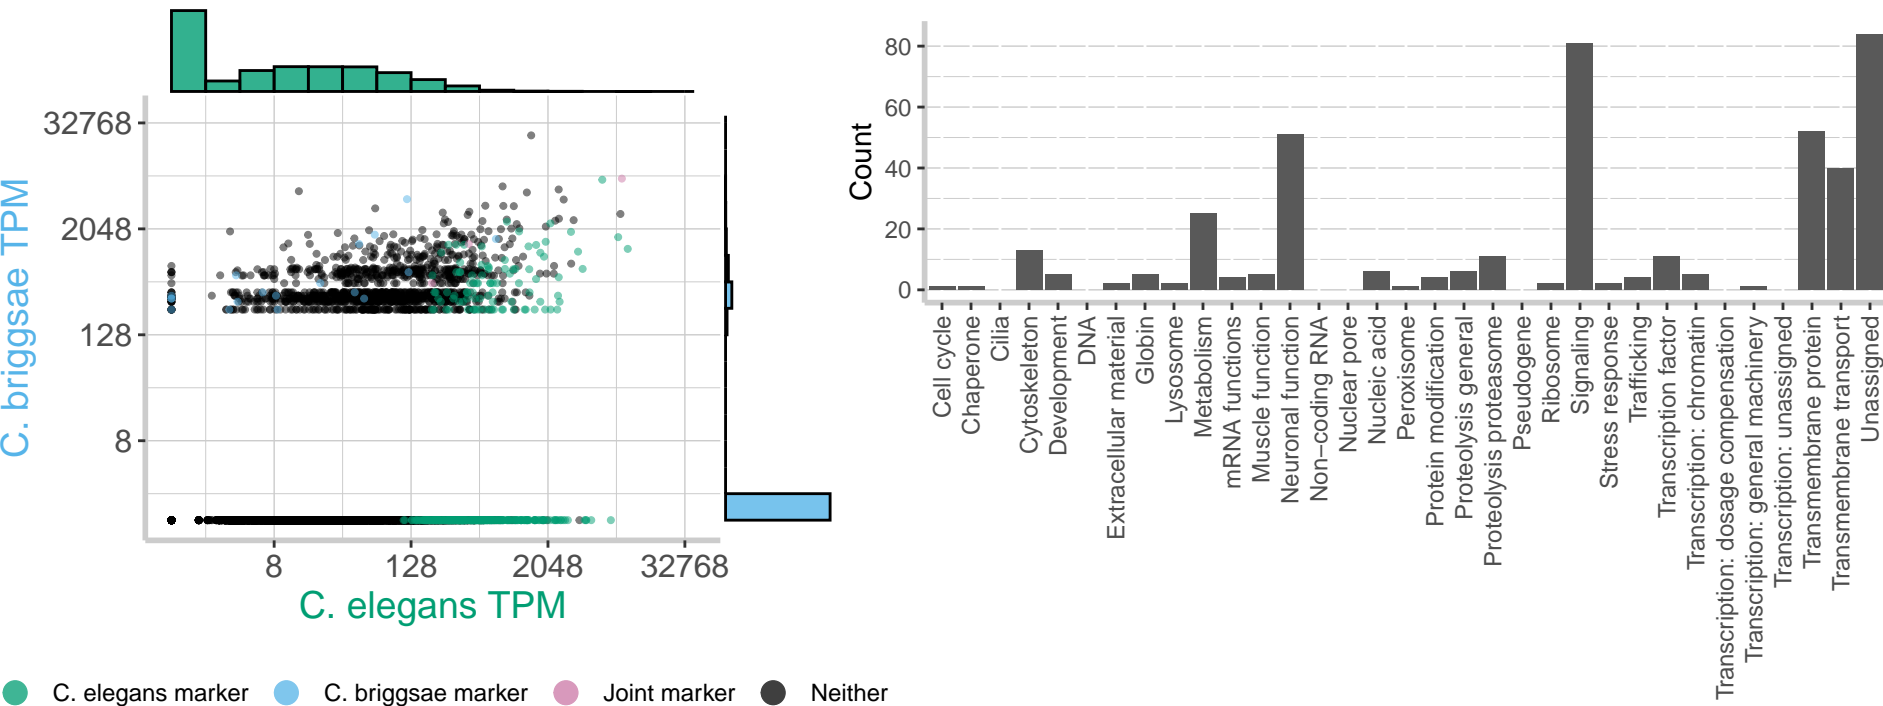 32768
2048
128
8
C. briggsae TPM
8
128
2048
32768
C. elegans TPM
C. elegans marker
C. briggsae marker
Joint marker
Neither
Count
80
60
40
20
0
Cell cycle
Chaperone
Cilia
Cytoskeleton
Development
DNA
Extracellular material
Globin
Lysosome
Metabolism
mRNA functions
Muscle function
Neuronal function
Non−coding RNA
Nuclear pore
Nucleic acid
Peroxisome
Protein modification
Proteolysis general
Proteolysis proteasome
Pseudogene
Ribosome
Signaling
Stress response
Trafficking
Transcription factor
Transcription: chromatin
Transcription: dosage compensation
Transcription: general machinery
Transcription: unassigned
Transmembrane protein
Transmembrane transport
Unassigned